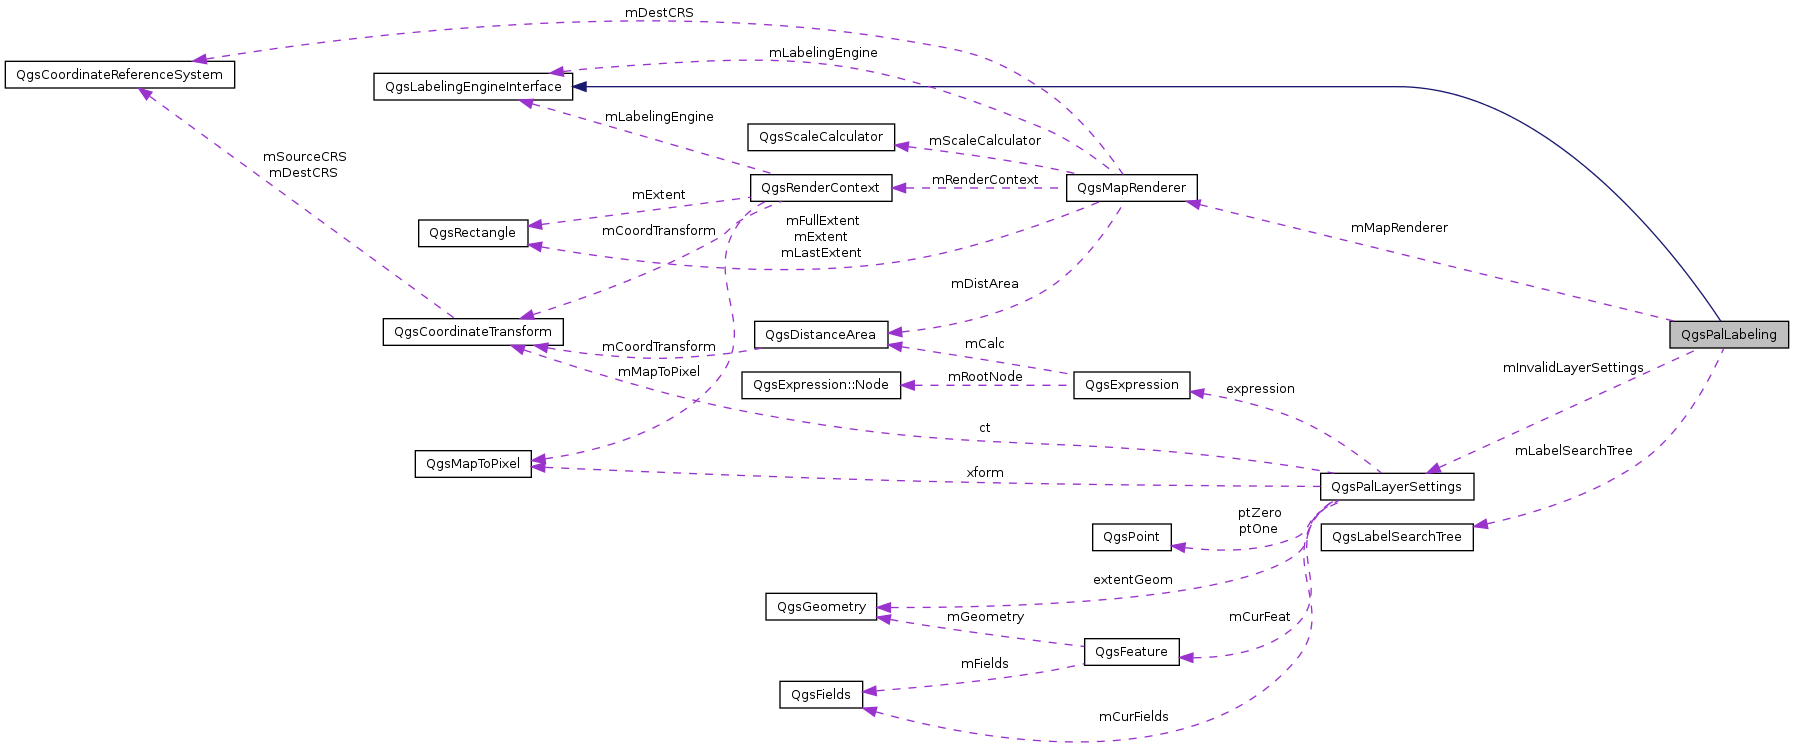 mDestCRS
mLabelingEngine
QgsCoordinateReferenceSystem
QgsLabelingEngineInterface
mLabelingEngine
QgsScaleCalculator
mScaleCalculator
mSourceCRS
mDestCRS
QgsRenderContext
mRenderContext
QgsMapRenderer
mExtent
mFullExtent
mExtent
mLastExtent
QgsRectangle
mCoordTransform
mMapRenderer
mDistArea
QgsCoordinateTransform
QgsDistanceArea
QgsPalLabeling
mCoordTransform
mCalc
mMapToPixel
mInvalidLayerSettings
QgsExpression::Node
mRootNode
QgsExpression
expression
ct
mLabelSearchTree
QgsMapToPixel
xform
QgsPalLayerSettings
ptZero
ptOne
QgsPoint
QgsLabelSearchTree
extentGeom
QgsGeometry
mGeometry
mCurFeat
QgsFeature
mFields
QgsFields
mCurFields